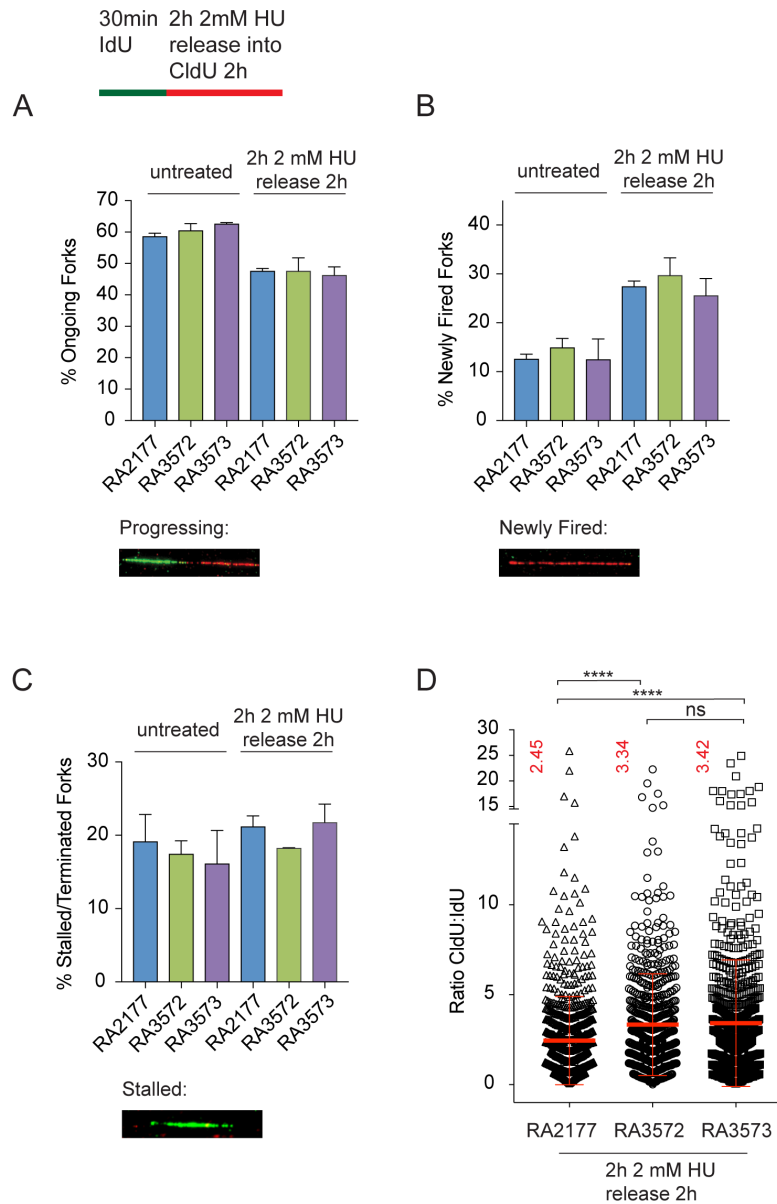 30min 2h 2mM HU
IdU release into
CldU 2h
A
untreated
2h 2 mM HU
release 2h
% Ongoing Forks
70
60
50
40
30
20
10
0
RA2177
RA3572
RA3573
RA2177
RA3572
RA3573
Progressing:
B
untreated
2h 2 mM HU
release 2h
% Newly Fired Forks
40
30
20
10
0
RA2177
RA3572
RA3573
RA2177
RA3572
RA3573
Newly Fired:
C
untreated
2h 2 mM HU
release 2h
% Stalled/Terminated Forks
30
20
10
0
RA2177
RA3572
RA3573
RA2177
RA3572
RA3573
Stalled:
D
****
****
ns
2.45
3.34
3.42
Ratio CldU:IdU
30
25
20
15
10
5
0
RA2177 RA3572 RA3573
2h 2 mM HU
release 2h